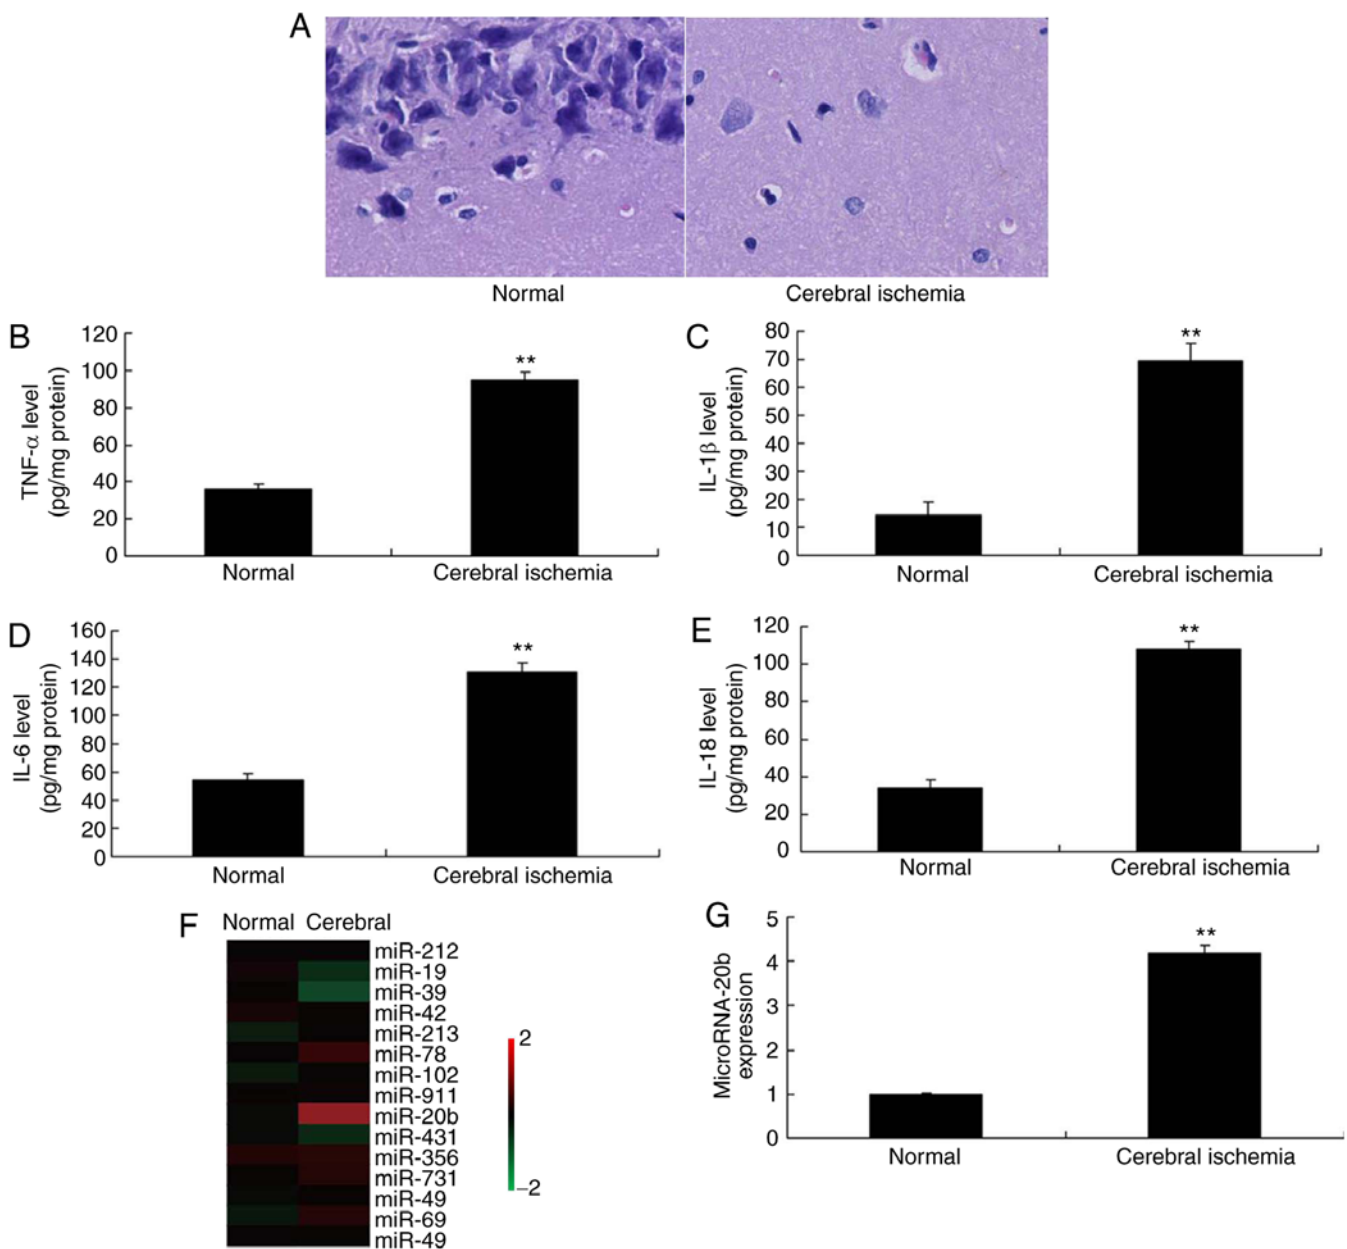 A
Normal
Cerebral ischemia
B
TNF-α level
(pg/mg protein)
120
100
80
60
40
20
0
**
Normal
Cerebral ischemia
C
IL-1β level
(pg/mg protein)
80
70
60
50
40
30
20
10
0
**
Normal
Cerebral ischemia
D
IL-6 level
(pg/mg protein)
160
140
120
100
80
60
40
20
0
**
Normal
Cerebral ischemia
E
IL-18 level
(pg/mg protein)
120
100
80
60
40
20
0
**
Normal
Cerebral ischemia
F
Normal Cerebral
miR-212
miR-19
miR-39
miR-42
miR-213
miR-78
miR-102
miR-911
miR-20b
miR-431
miR-356
miR-731
miR-49
miR-69
miR-49
2
−2
G
MicroRNA-20b
expression
5
4
3
2
1
0
**
Normal
Cerebral ischemia